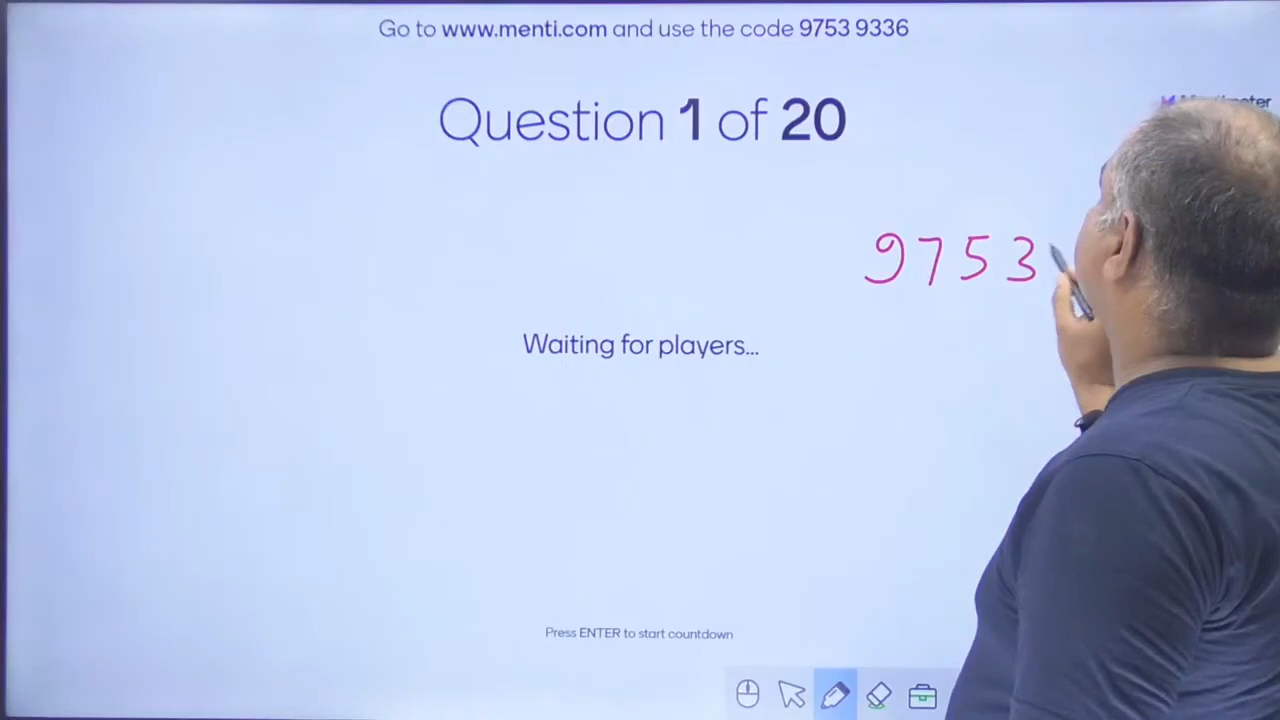 Go to www.menti.com and use the code 9753 9336
Question 1 of 20
9753
Waiting for players...
Press ENTER to start countdown